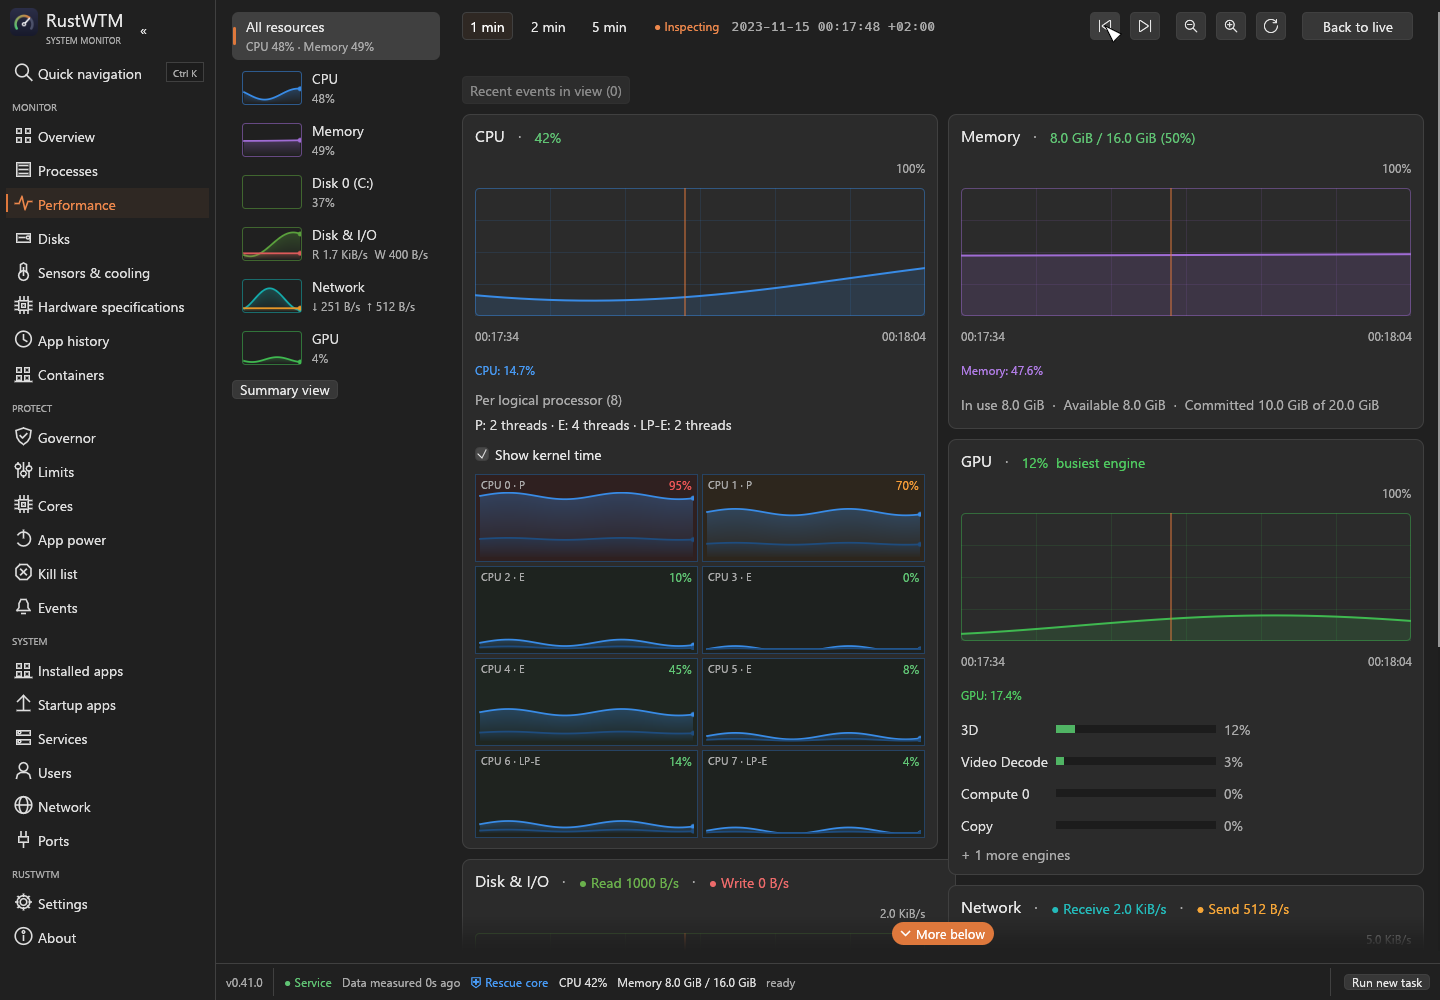 RustWTM
SYSTEM MONITOR
«
Quick navigation
Ctrl K
MONITOR
Overview
Processes
Performance
Disks
Sensors & cooling
Hardware specifications
App history
Containers
PROTECT
Governor
Limits
Cores
App power
Kill list
Events
SYSTEM
Installed apps
Startup apps
Services
Users
Network
Ports
RUSTWTM
Settings
About
All resources
CPU 48% · Memory 49%
CPU
48%
Memory
49%
Disk 0 (C:)
37%
Disk & I/O
R 1.7 KiB/s W 400 B/s
Network
↓ 251 B/s ↑ 512 B/s
GPU
4%
Summary view
1 min 2 min 5 min ● Inspecting 2023-11-15 00:17:48 +02:00
Back to live
Recent events in view (0)
CPU · 42%
100%
00:17:34 00:18:04
CPU: 14.7%
Per logical processor (8)
P: 2 threads · E: 4 threads · LP-E: 2 threads
Show kernel time
CPU 0 · P 95%
CPU 1 · P 70%
CPU 2 · E 10%
CPU 3 · E 0%
CPU 4 · E 45%
CPU 5 · E 8%
CPU 6 · LP-E 14%
CPU 7 · LP-E 4%
Disk & I/O · ● Read 1000 B/s · ● Write 0 B/s
2.0 KiB/s
Memory · 8.0 GiB / 16.0 GiB (50%)
100%
00:17:34 00:18:04
Memory: 47.6%
In use 8.0 GiB · Available 8.0 GiB · Committed 10.0 GiB of 20.0 GiB
GPU · 12% busiest engine
100%
00:17:34 00:18:04
GPU: 17.4%
3D 12%
Video Decode 3%
Compute 0 0%
Copy 0%
+ 1 more engines
Network · ● Receive 2.0 KiB/s · ● Send 512 B/s
5.0 KiB/s
More below
v0.41.0 ● Service Data measured 0s ago Rescue core CPU 42% Memory 8.0 GiB / 16.0 GiB ready
Run new task